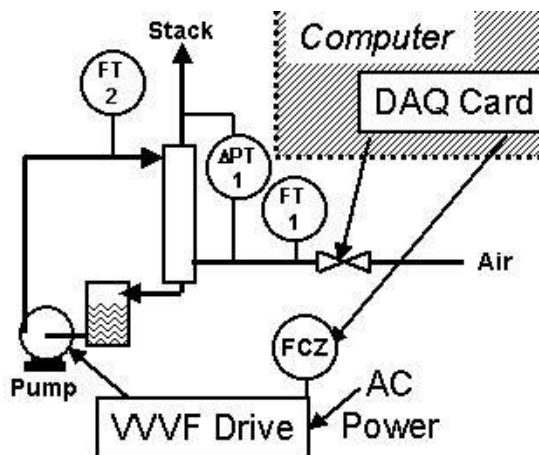 Stack
Computer
FT
2
DAQ Card
ΔPT
1
FT
1
Air
FCZ
Pump
VVVF Drive
AC
Power